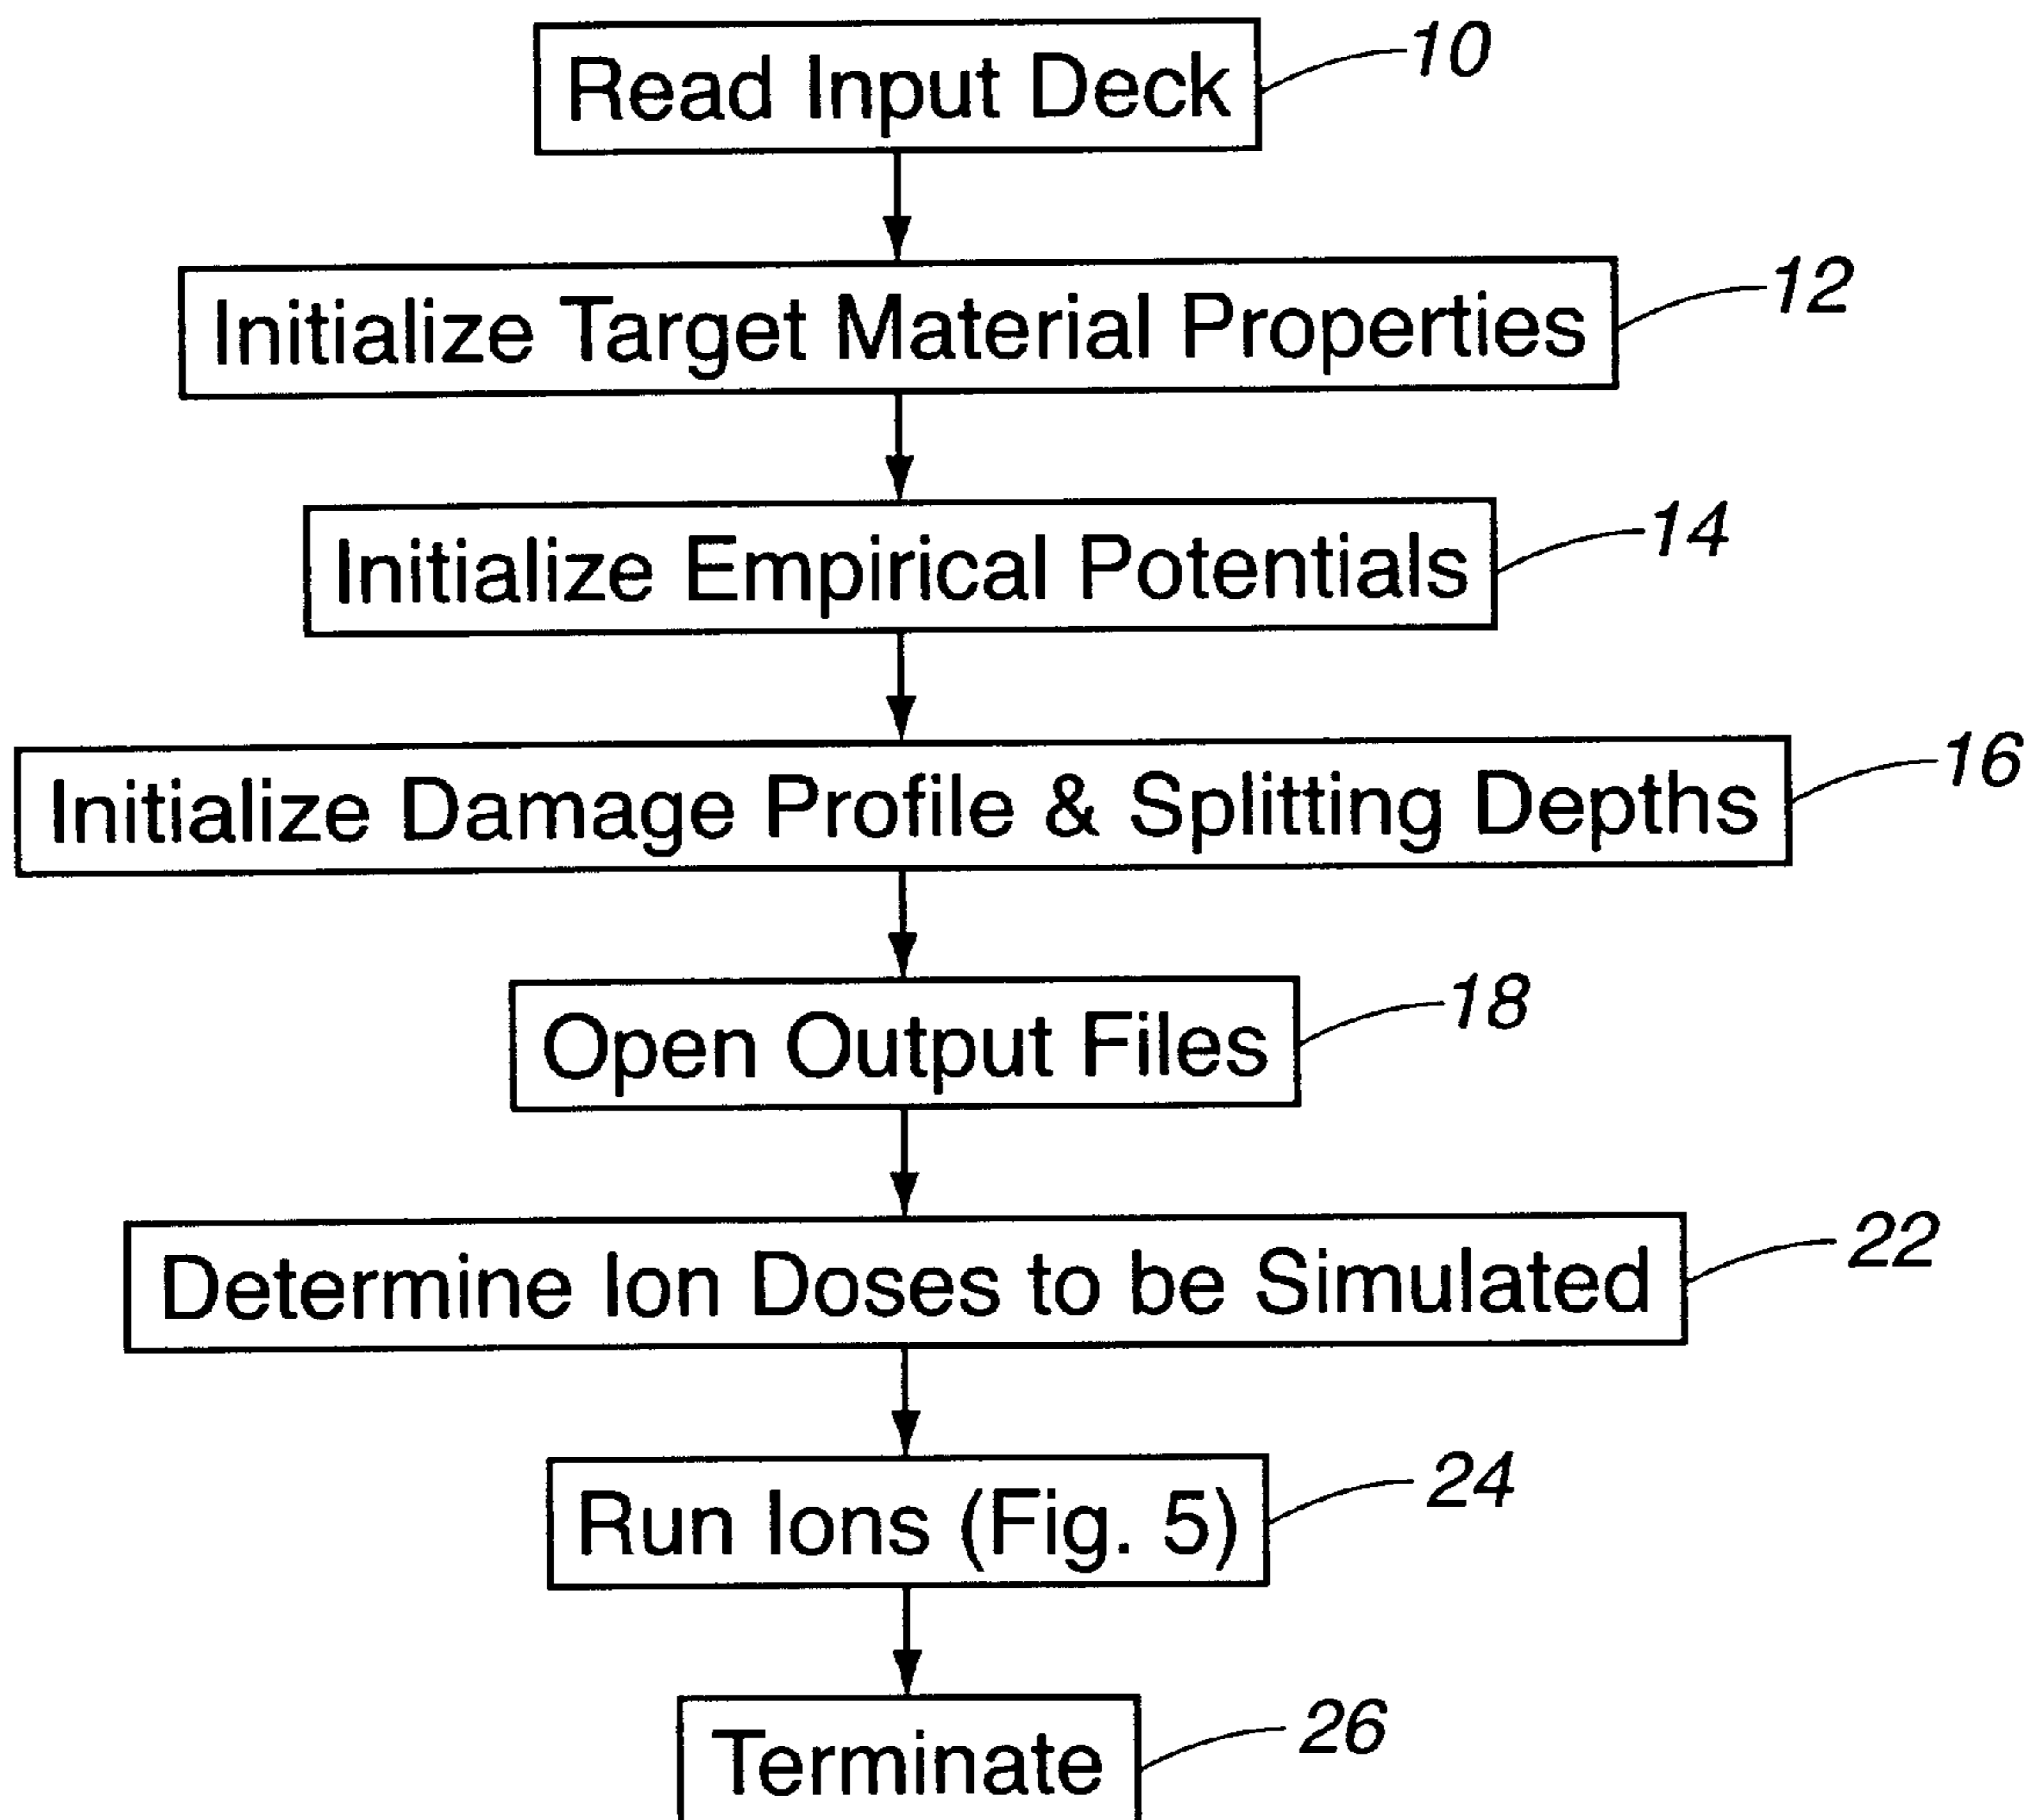 Read Input Deck 10
Initialize Target Material Properties 12
Initialize Empirical Potentials 14
Initialize Damage Profile & Splitting Depths 16
Open Output Files 18
Determine Ion Doses to be Simulated 22
Run Ions (Fig. 5) 24
Terminate 26